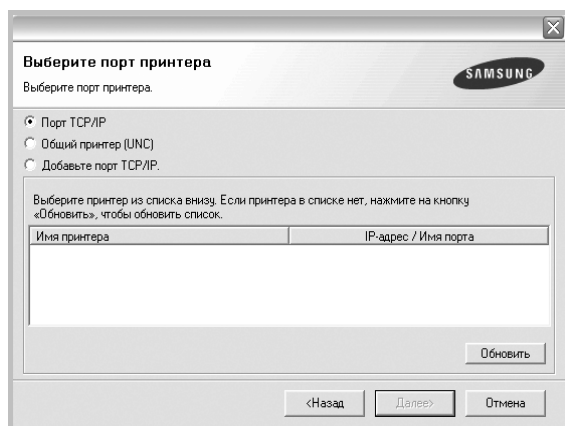 Выберите порт принтера
Выберите порт принтера.
SAMSUNG
Порт TCP/IP
Общий принтер (UNC)
Добавьте порт TCP/IP.
Выберите принтер из списка внизу. Если принтера в списке нет, нажмите на кнопку
«Обновить», чтобы обновить список.
Имя принтера IP-адрес / Имя порта
Обновить
<Назад Далее> Отмена